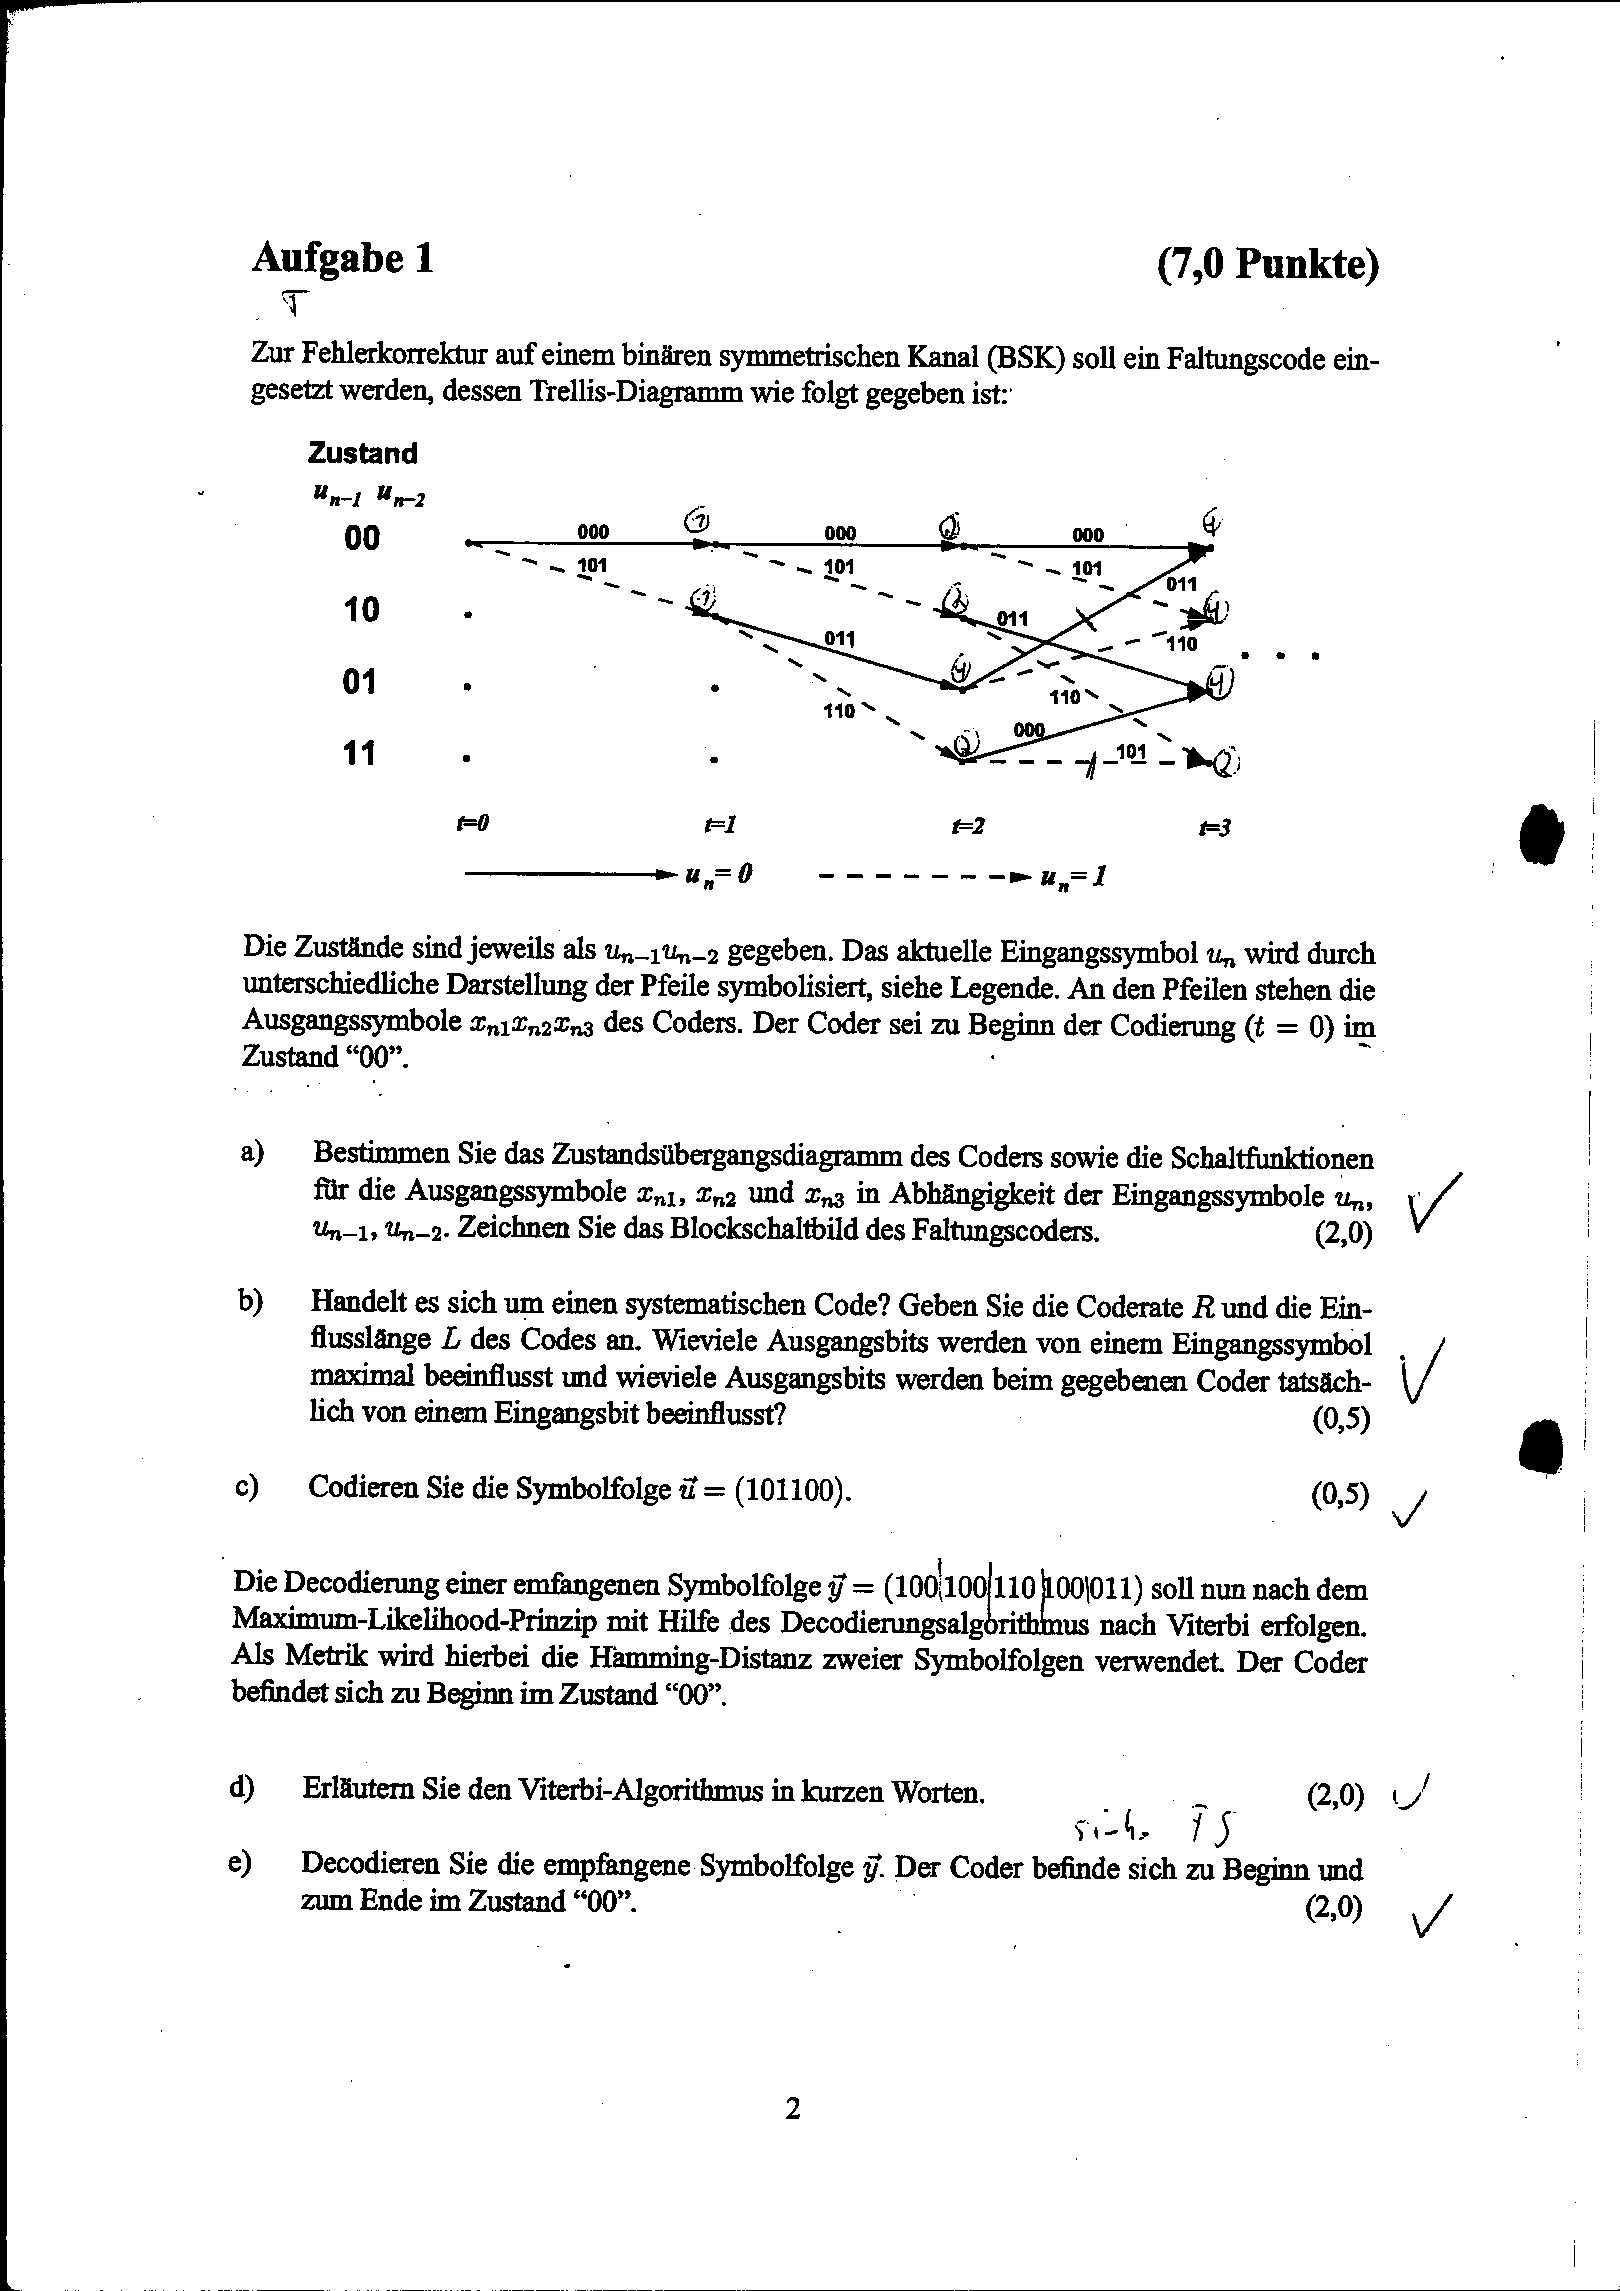 Aufgabe 1 (7,0 Punkte)
Zur Fehlerkorrektur auf einem binären symmetrischen Kanal (BSK) soll ein Faltungscode ein-
gesetzt werden, dessen Trellis-Diagramm wie folgt gegeben ist:
Zustand
u_{n-1} u_{n-2}
00 000 000 000
101 101 101 011
10 011 011 110
01 110 110
11 000 101
t=0 t=1 t=2 t=3
u_n=0 u_n=1
Die Zustände sind jeweils als u_{n-1}u_{n-2} gegeben. Das aktuelle Eingangssymbol u_n wird durch
unterschiedliche Darstellung der Pfeile symbolisiert, siehe Legende. An den Pfeilen stehen die
Ausgangssymbole x_{n1}x_{n2}x_{n3} des Coders. Der Coder sei zu Beginn der Codierung (t = 0) im
Zustand “00”.
a) Bestimmen Sie das Zustandsübergangsdiagramm des Coders sowie die Schaltfunktionen
für die Ausgangssymbole x_{n1}, x_{n2} und x_{n3} in Abhängigkeit der Eingangssymbole u_n,
u_{n-1}, u_{n-2}. Zeichnen Sie das Blockschaltbild des Faltungscoders. (2,0)
b) Handelt es sich um einen systematischen Code? Geben Sie die Coderate R und die Ein-
flusslänge L des Codes an. Wieviele Ausgangsbits werden von einem Eingangssymbol
maximal beeinflusst und wieviele Ausgangsbits werden beim gegebenen Coder tatsäch-
lich von einem Eingangsbit beeinflusst? (0,5)
c) Codieren Sie die Symbolfolge u⃗ = (101100). (0,5)
Die Decodierung einer emfangenen Symbolfolge y⃗ = (100|100|110|100|011) soll nun nach dem
Maximum-Likelihood-Prinzip mit Hilfe des Decodierungsalgorithmus nach Viterbi erfolgen.
Als Metrik wird hierbei die Hamming-Distanz zweier Symbolfolgen verwendet. Der Coder
befindet sich zu Beginn im Zustand “00”.
d) Erläutern Sie den Viterbi-Algorithmus in kurzen Worten. (2,0)
e) Decodieren Sie die empfangene Symbolfolge y⃗. Der Coder befinde sich zu Beginn und
zum Ende im Zustand “00”. (2,0)
2